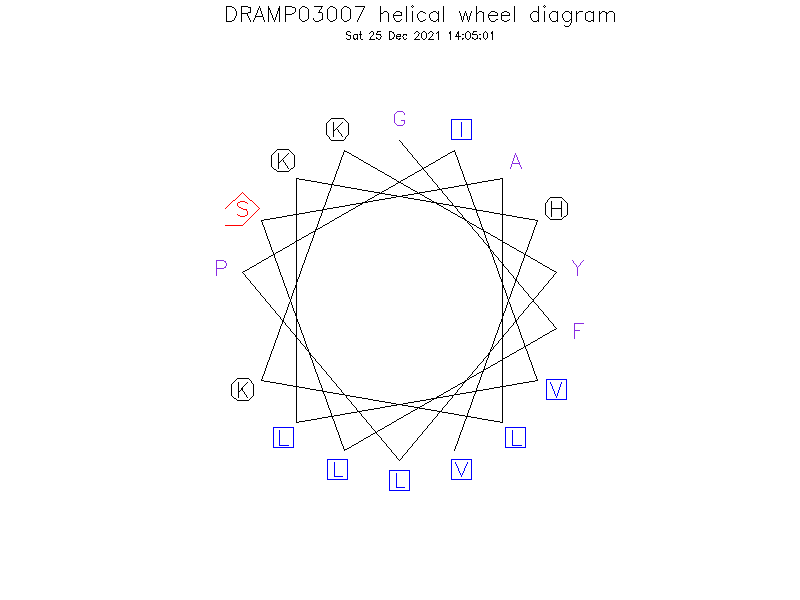 DRAMP03007 helical wheel diagram
Sat 25 Dec 2021 14:05:01
G
K
I
K
A
S
H
P
Y
F
K
V
L
L
L
V
L